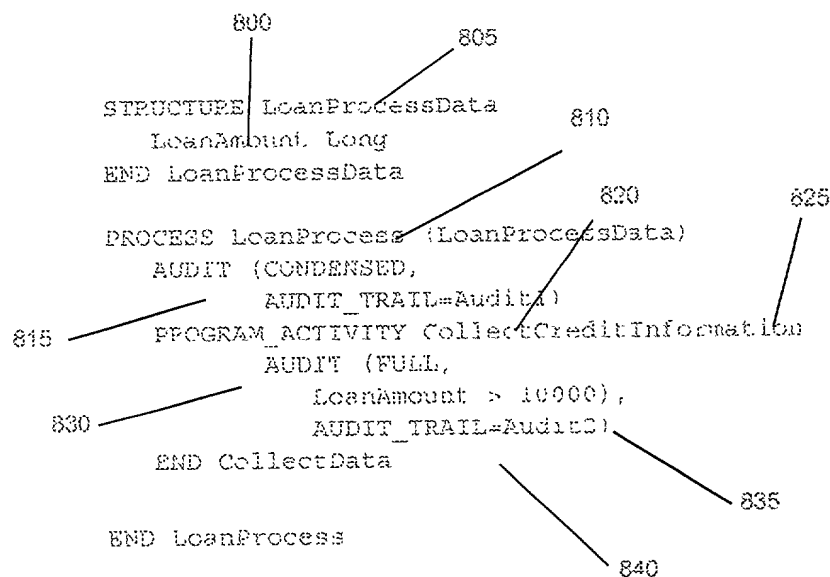 800
805
STRUCTURE LoanProcessData
810
LoanAmount Long
END LoanProcessData
820
825
PROCESS LoanProcess (LoanProcessData)
AUDIT (CONDENSED,
AUDIT_TRAIL=Audit1)
815
PROGRAM_ACTIVITY CollectCreditInformation
AUDIT (FULL,
LoanAmount > 10000),
830
AUDIT_TRAIL=Audit2)
END CollectData
835
END LoanProcess
840